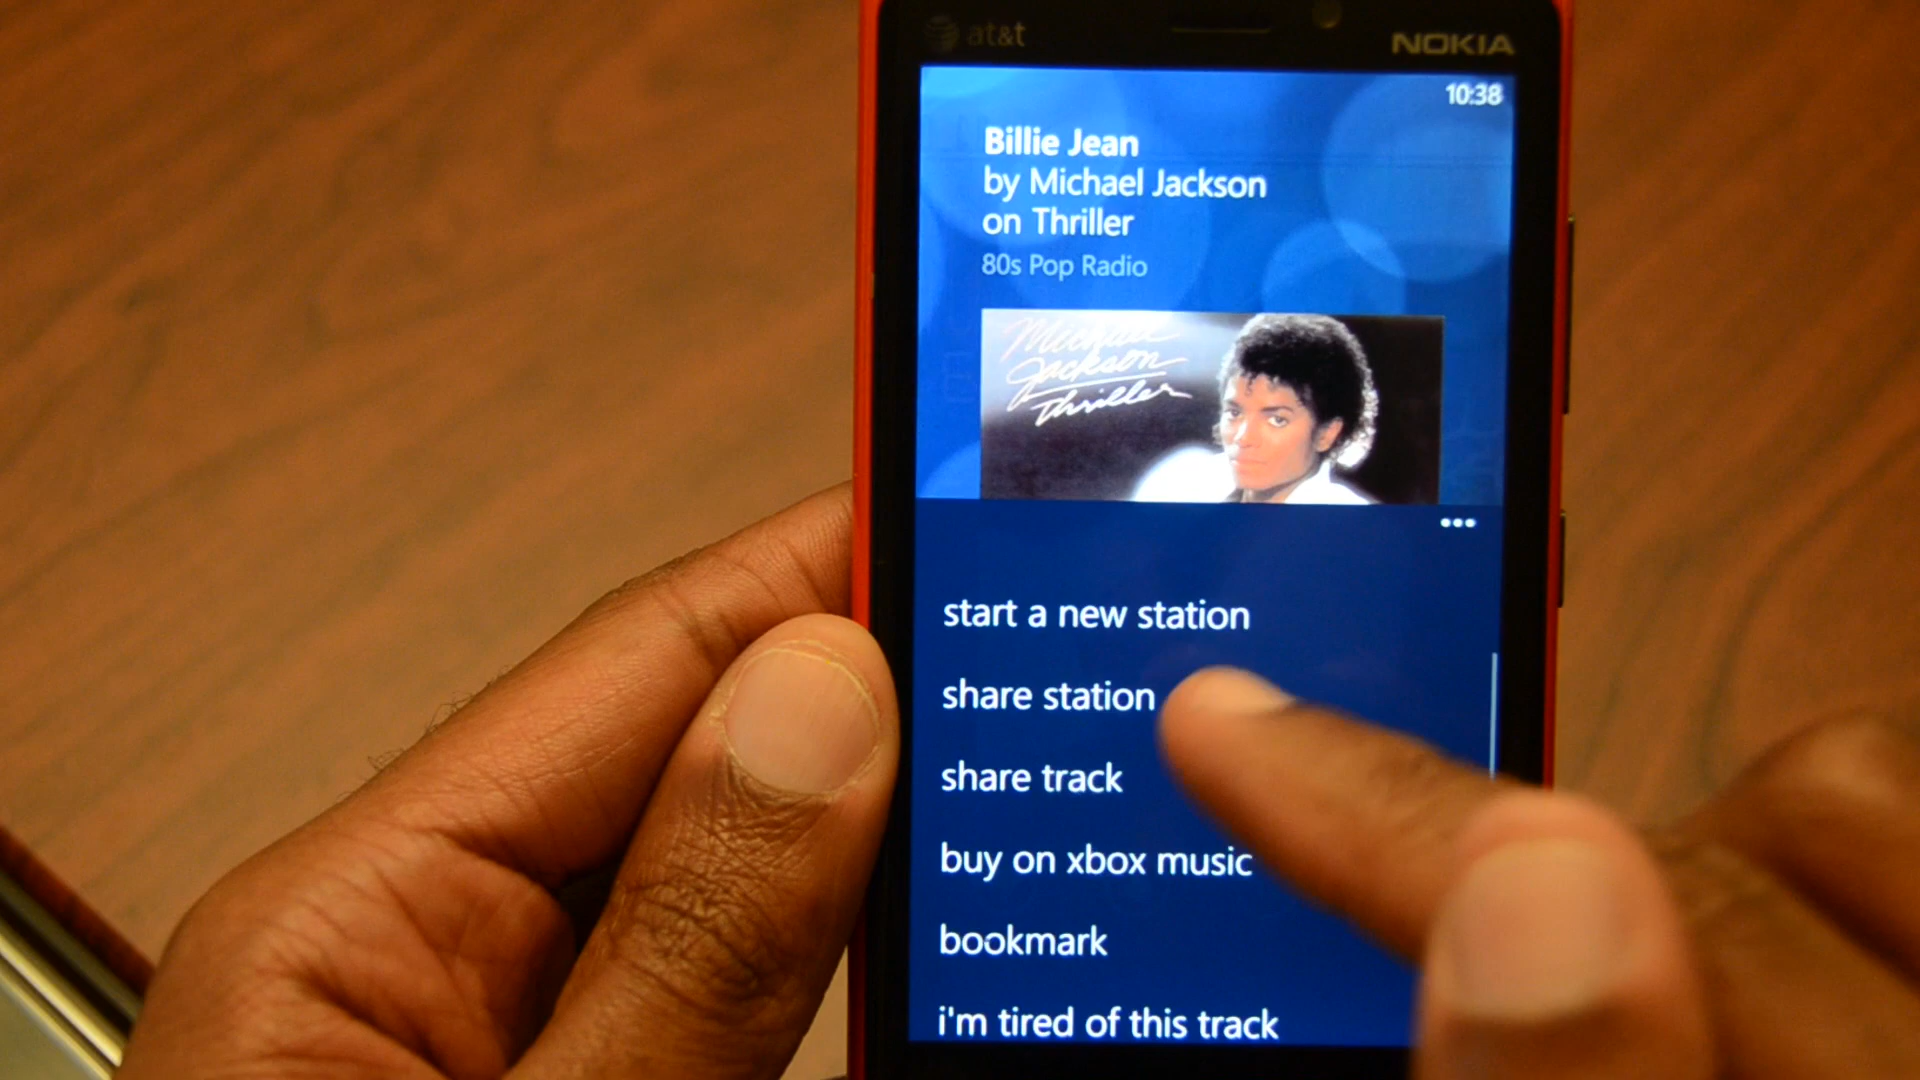 at&t
NOKIA
10:38
Billie Jean
by Michael Jackson
on Thriller
80s Pop Radio
Michael
Jackson
Thriller
start a new station
share station
share track
buy on xbox music
bookmark
i'm tired of this track